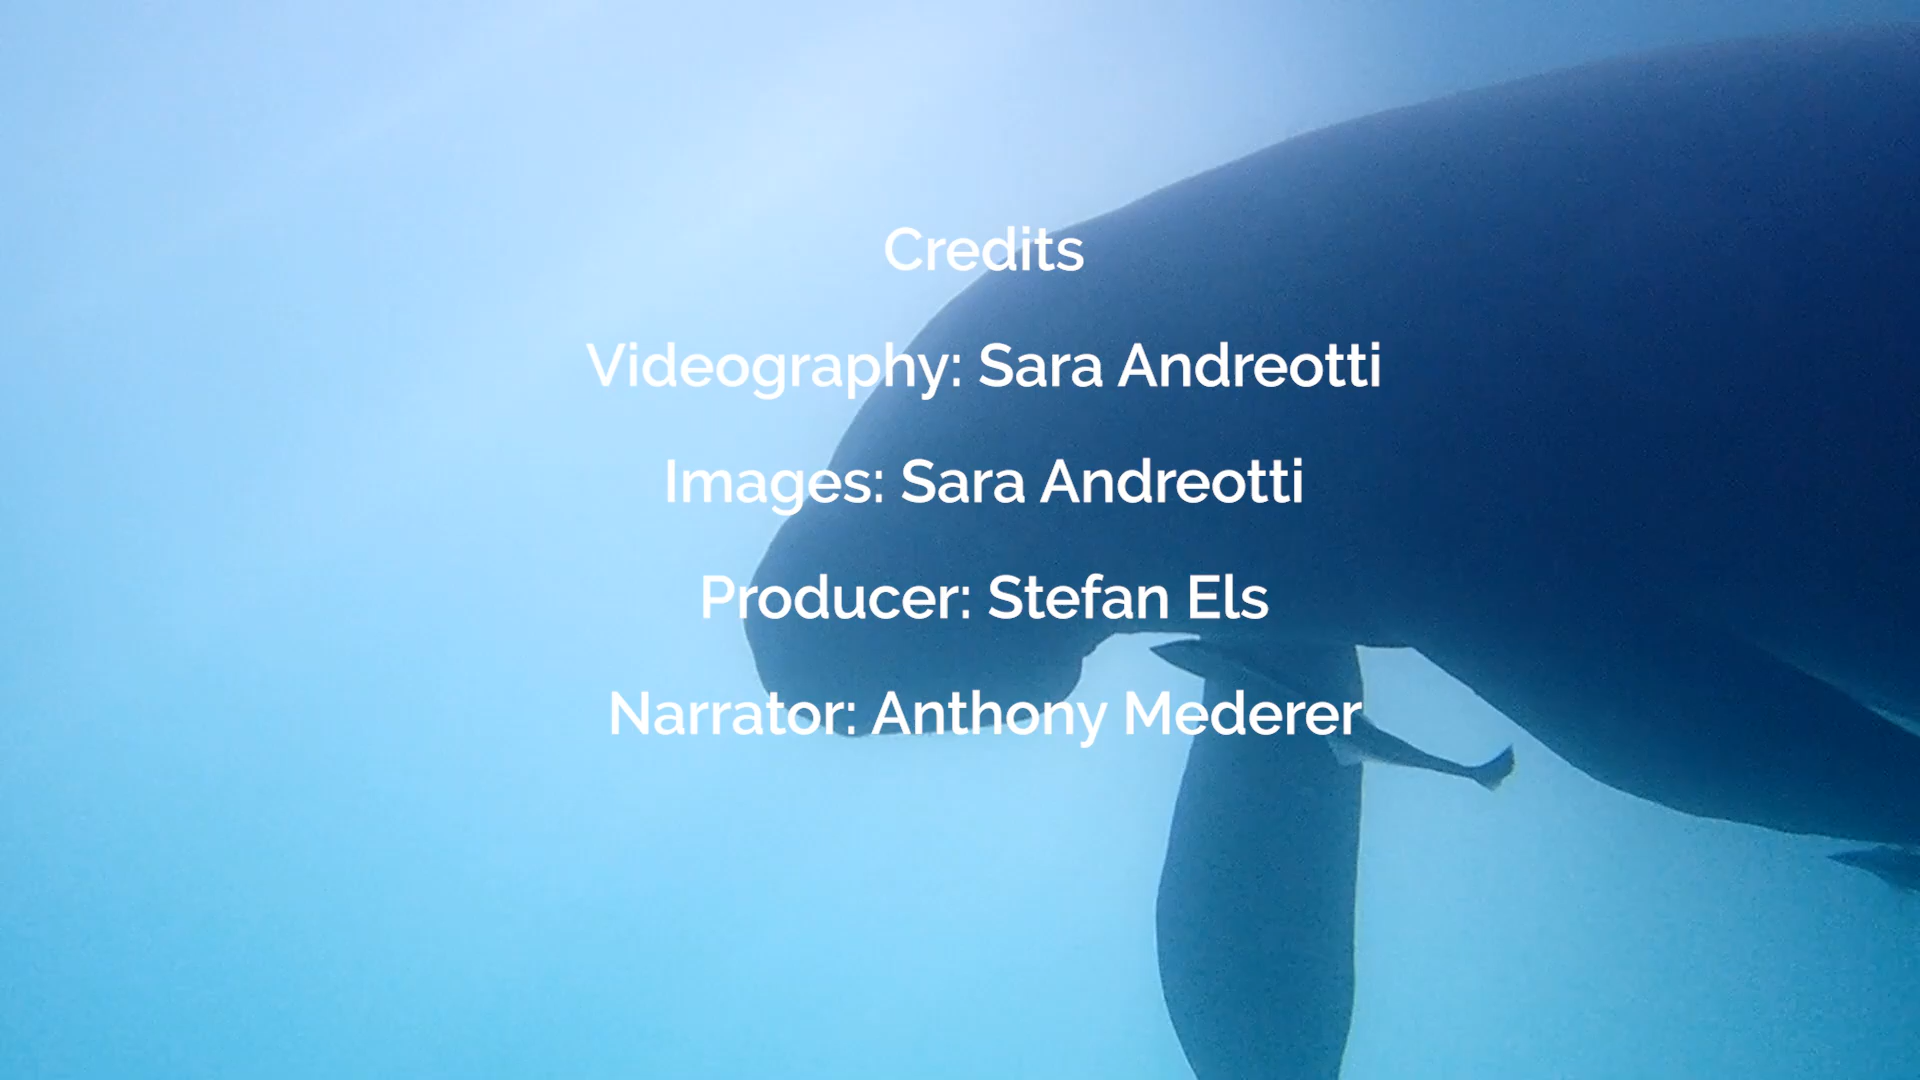 Credits
Videography: Sara Andreotti
Images: Sara Andreotti
Producer: Stefan Els
Narrator: Anthony Mederer